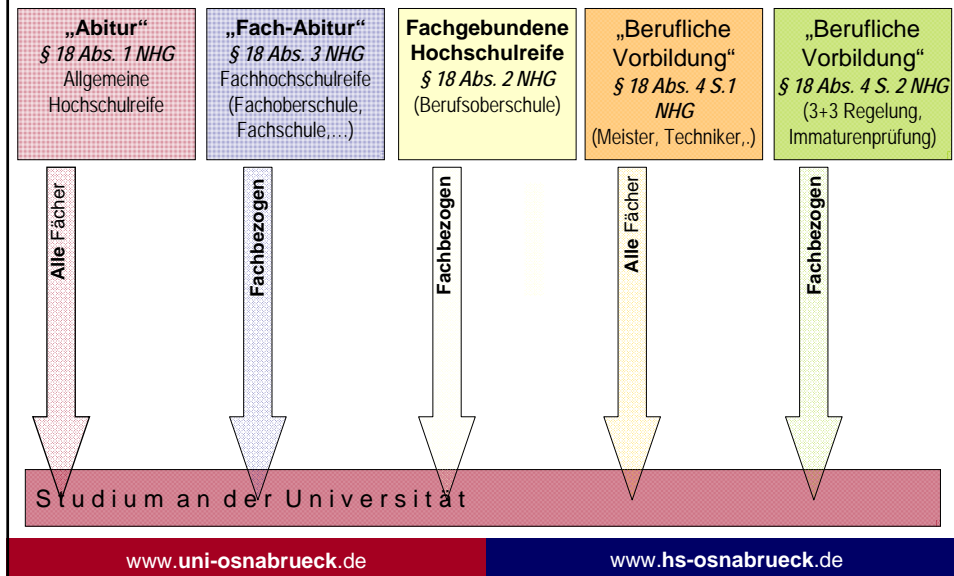 „Abitur“
§ 18 Abs. 1 NHG
Allgemeine
Hochschulreife
„Fach-Abitur“
§ 18 Abs. 3 NHG
Fachhochschulreife
(Fachoberschule,
Fachschule,…)
Fachgebundene
Hochschulreife
§ 18 Abs. 2 NHG
(Berufsoberschule)
„Berufliche
Vorbildung“
§ 18 Abs. 4 S.1
NHG
(Meister, Techniker,.)
„Berufliche
Vorbildung“
§ 18 Abs. 4 S. 2 NHG
(3+3 Regelung,
Immaturenprüfung)
Alle Fächer
Fachbezogen
Fachbezogen
Alle Fächer
Fachbezogen
Studium an der Universität
www.uni-osnabrueck.de
www.hs-osnabrueck.de